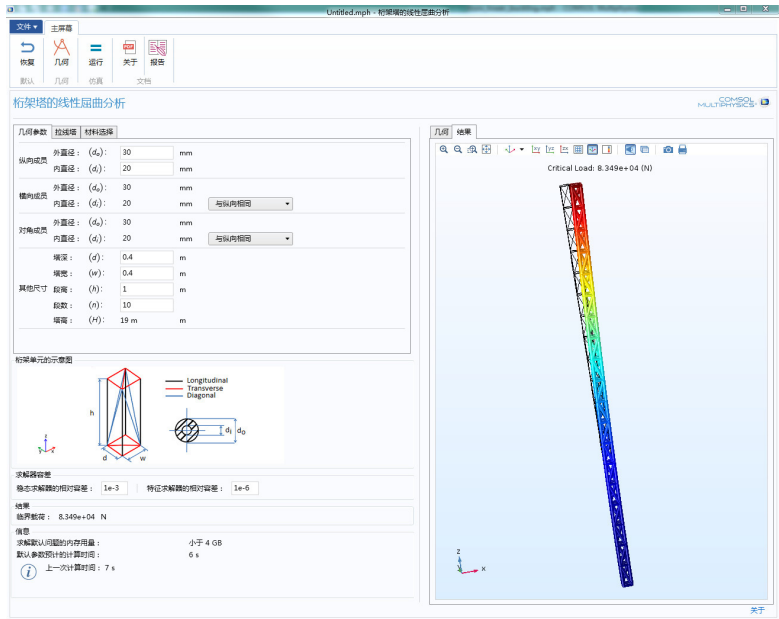 Untitled.mph - 桁架塔的线性屈曲分析
文件▾ 主屏幕
恢复 几何 运行 关于 报告
默认 几何 仿真 文档
桁架塔的线性屈曲分析
COMSOL
MULTIPHYSICS
几何参数 拉线塔 材料选择
纵向成员
外直径： (dₒ): 30 mm
内直径： (dᵢ): 20 mm
横向成员
外直径： (dₒ): 30 mm
内直径： (dᵢ): 20 mm 与纵向相同
对角成员
外直径： (dₒ): 30 mm
内直径： (dᵢ): 20 mm 与纵向相同
其他尺寸
塔深： (d): 0.4 m
塔宽： (w): 0.4 m
段高： (h): 1 m
段数： (n): 10
塔高： (H): 19 m m
桁架单元的示意图
Longitudinal
Transverse
Diagonal
h
d w
dᵢ dₒ
求解器容差
稳态求解器的相对容差： 1e-3 特征求解器的相对容差： 1e-6
结果
临界载荷： 8.349e+04 N
信息
求解默认问题的内存用量： 小于 4 GB
默认参数预计的计算时间： 6 s
上一次计算时间： 7 s
几何 结果
xy yz zx
Critical Load: 8.349e+04 (N)
z
y x
关于